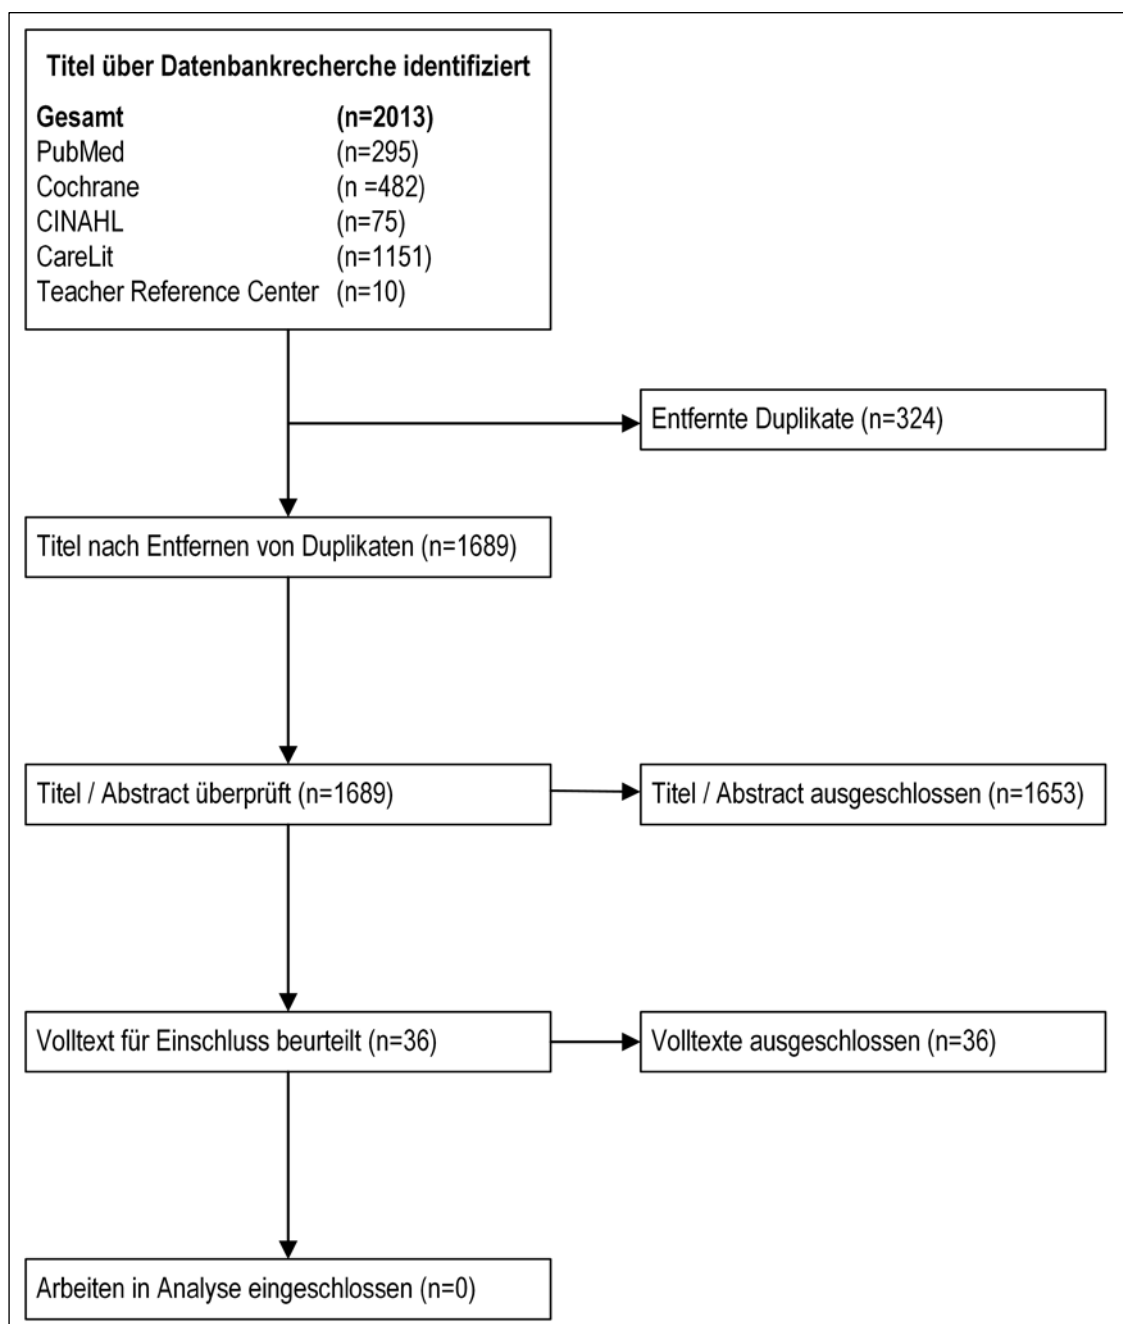 Titel über Datenbankrecherche identifiziert
Gesamt (n=2013)
PubMed (n=295)
Cochrane (n =482)
CINAHL (n=75)
CareLit (n=1151)
Teacher Reference Center (n=10)
Entfernte Duplikate (n=324)
Titel nach Entfernen von Duplikaten (n=1689)
Titel / Abstract überprüft (n=1689)
Titel / Abstract ausgeschlossen (n=1653)
Volltext für Einschluss beurteilt (n=36)
Volltexte ausgeschlossen (n=36)
Arbeiten in Analyse eingeschlossen (n=0)